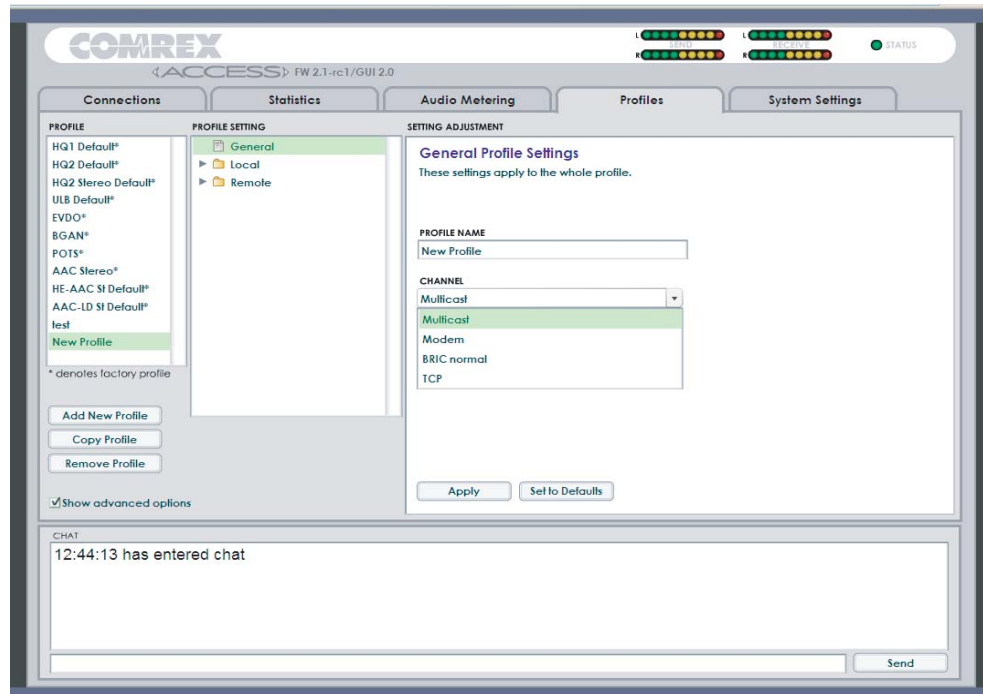 COMREX
ACCESS FW 2.1-rc1/GUI 2.0
L
SEND
R
L
RECEIVE
R
STATUS
Connections
Statistics
Audio Metering
Profiles
System Settings
PROFILE
HQ1 Default*
HQ2 Default*
HQ2 Stereo Default*
ULB Default*
EVDO*
BGAN*
POTS*
AAC Stereo*
HE-AAC St Default*
AAC-LD St Default*
test
New Profile
* denotes factory profile
Add New Profile
Copy Profile
Remove Profile
Show advanced options
PROFILE SETTING
General
Local
Remote
SETTING ADJUSTMENT
General Profile Settings
These settings apply to the whole profile.
PROFILE NAME
New Profile
CHANNEL
Multicast
Multicast
Modem
BRIC normal
TCP
Apply
Set to Defaults
CHAT
12:44:13 has entered chat
Send